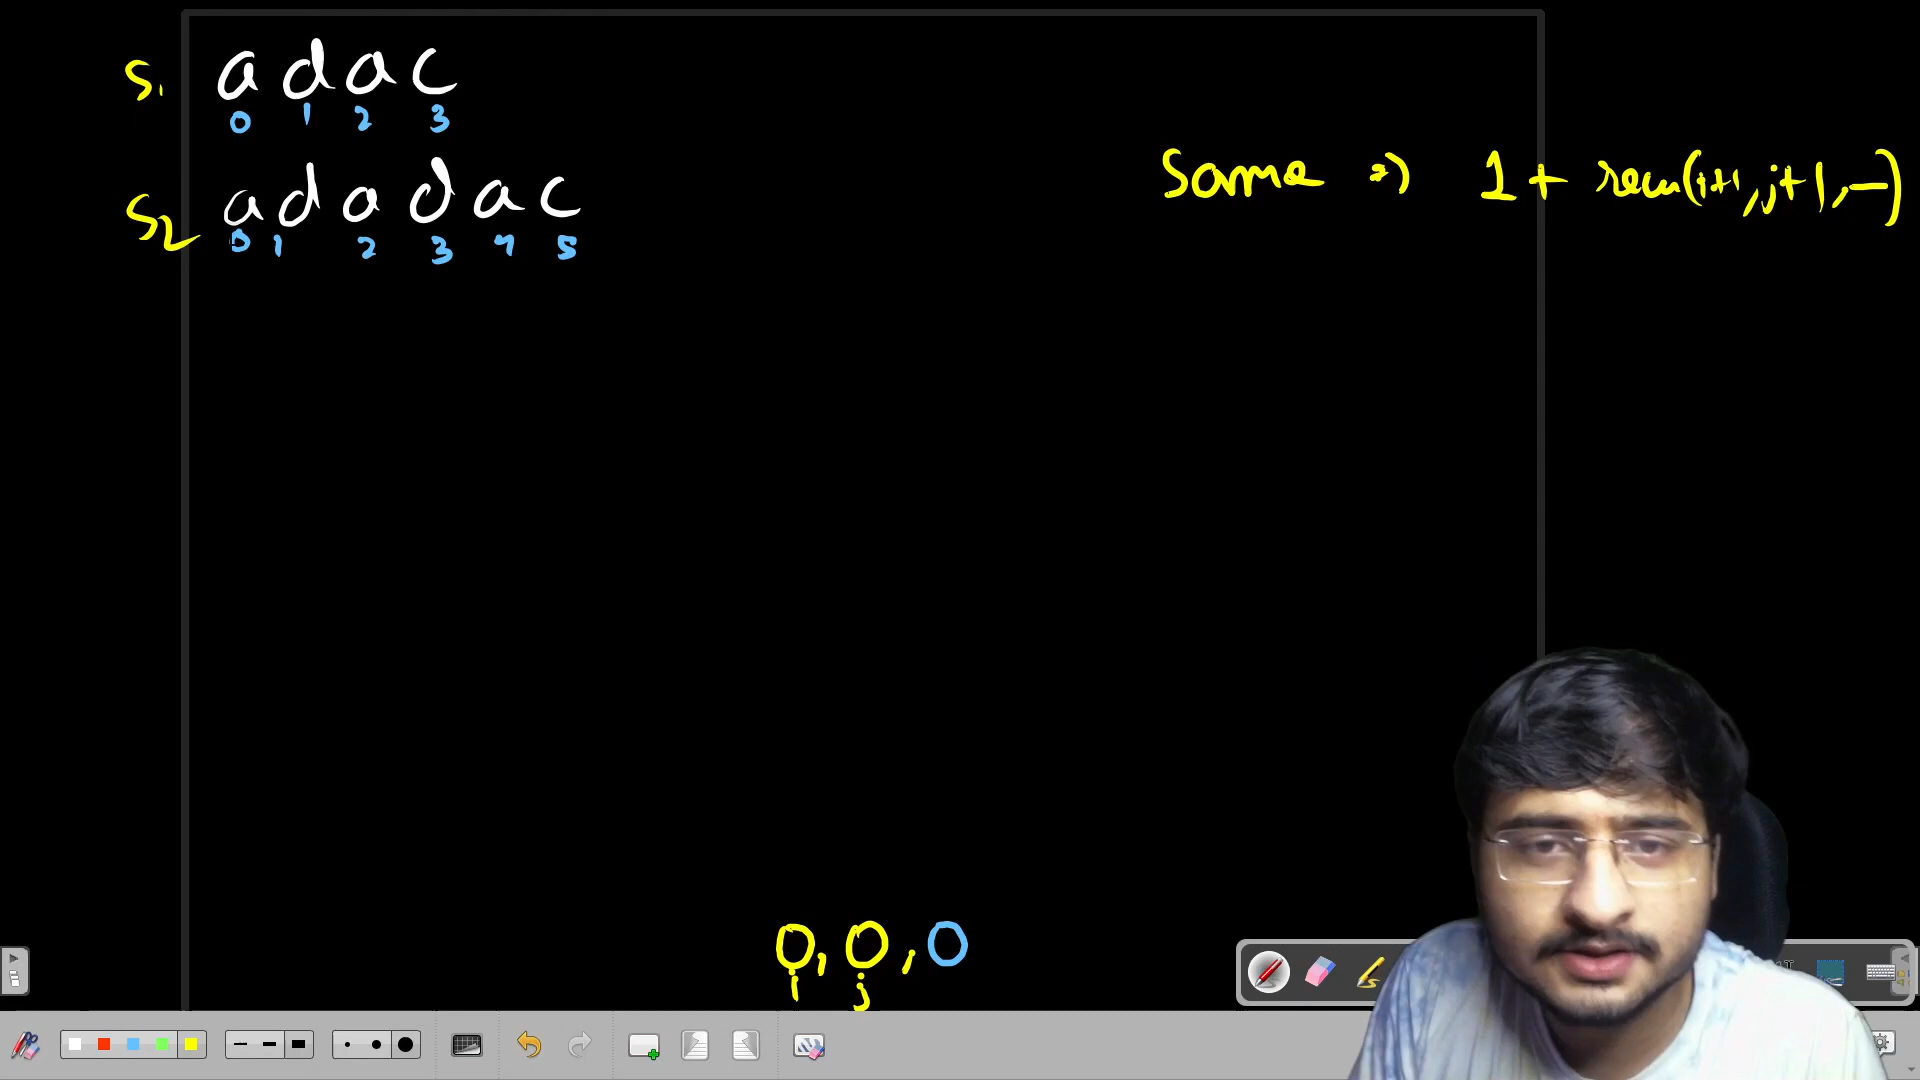 S1 a d a c
0 1 2 3
Same => 1 + recur(i+1, j+1, —)
S2 a d a d a c
0 1 2 3 4 5
0, 0, 0
i j